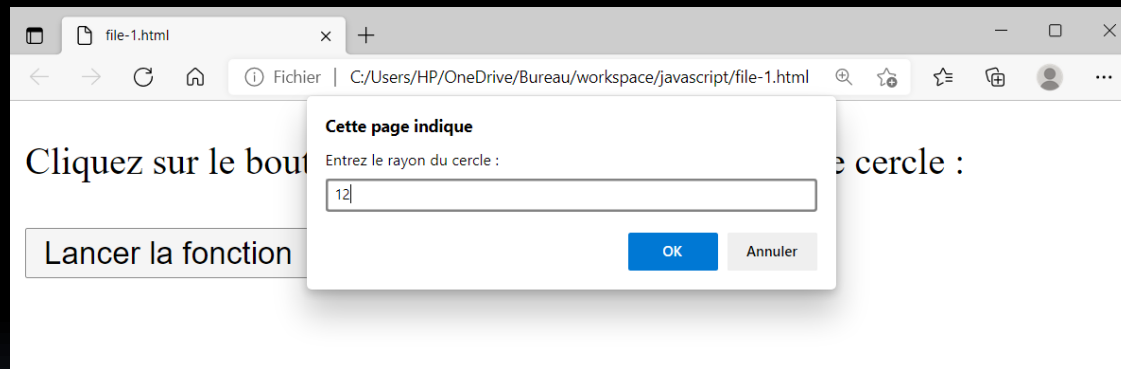 file-1.html
Fichier | C:/Users/HP/OneDrive/Bureau/workspace/javascript/file-1.html
Cette page indique
Entrez le rayon du cercle :
12
OK Annuler
Cliquez sur le cercle :
Lancer la fonction